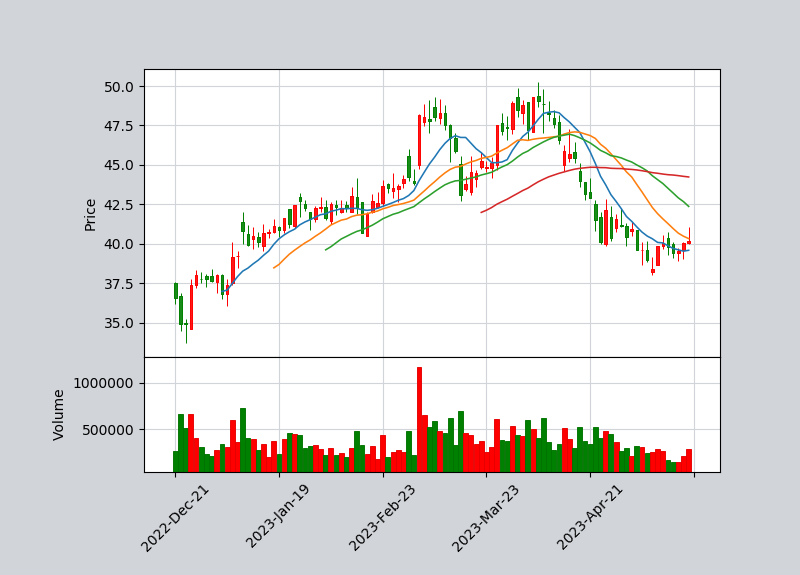 Price
50.0
47.5
45.0
42.5
40.0
37.5
35.0
Volume
1000000
500000
2022-Dec-21
2023-Jan-19
2023-Feb-23
2023-Mar-23
2023-Apr-21